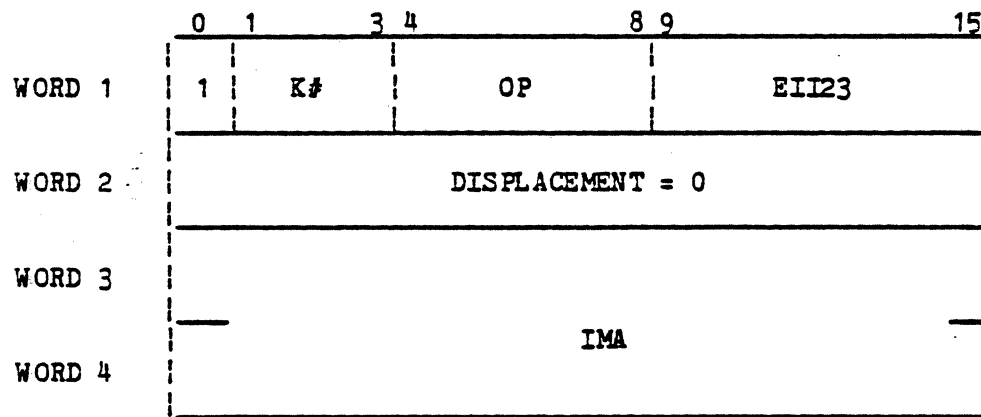 0 1 3 4 8 9 15
WORD 1 1 K# OP EII23
WORD 2 DISPLACEMENT = 0
WORD 3
IMA
WORD 4